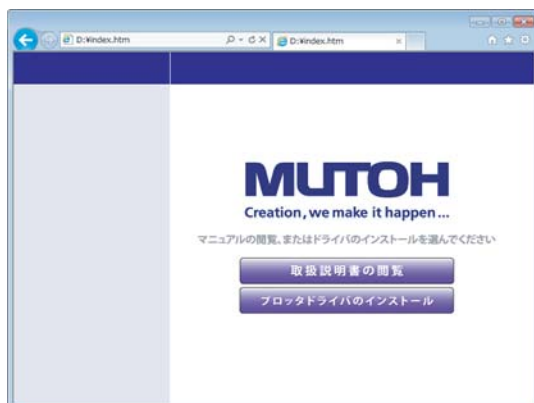 D:¥index.htm
D:¥index.htm
MUTOH
Creation, we make it happen...
マニュアルの閲覧、またはドライバのインストールを選んでください
取扱説明書の閲覧
プロッタドライバのインストール